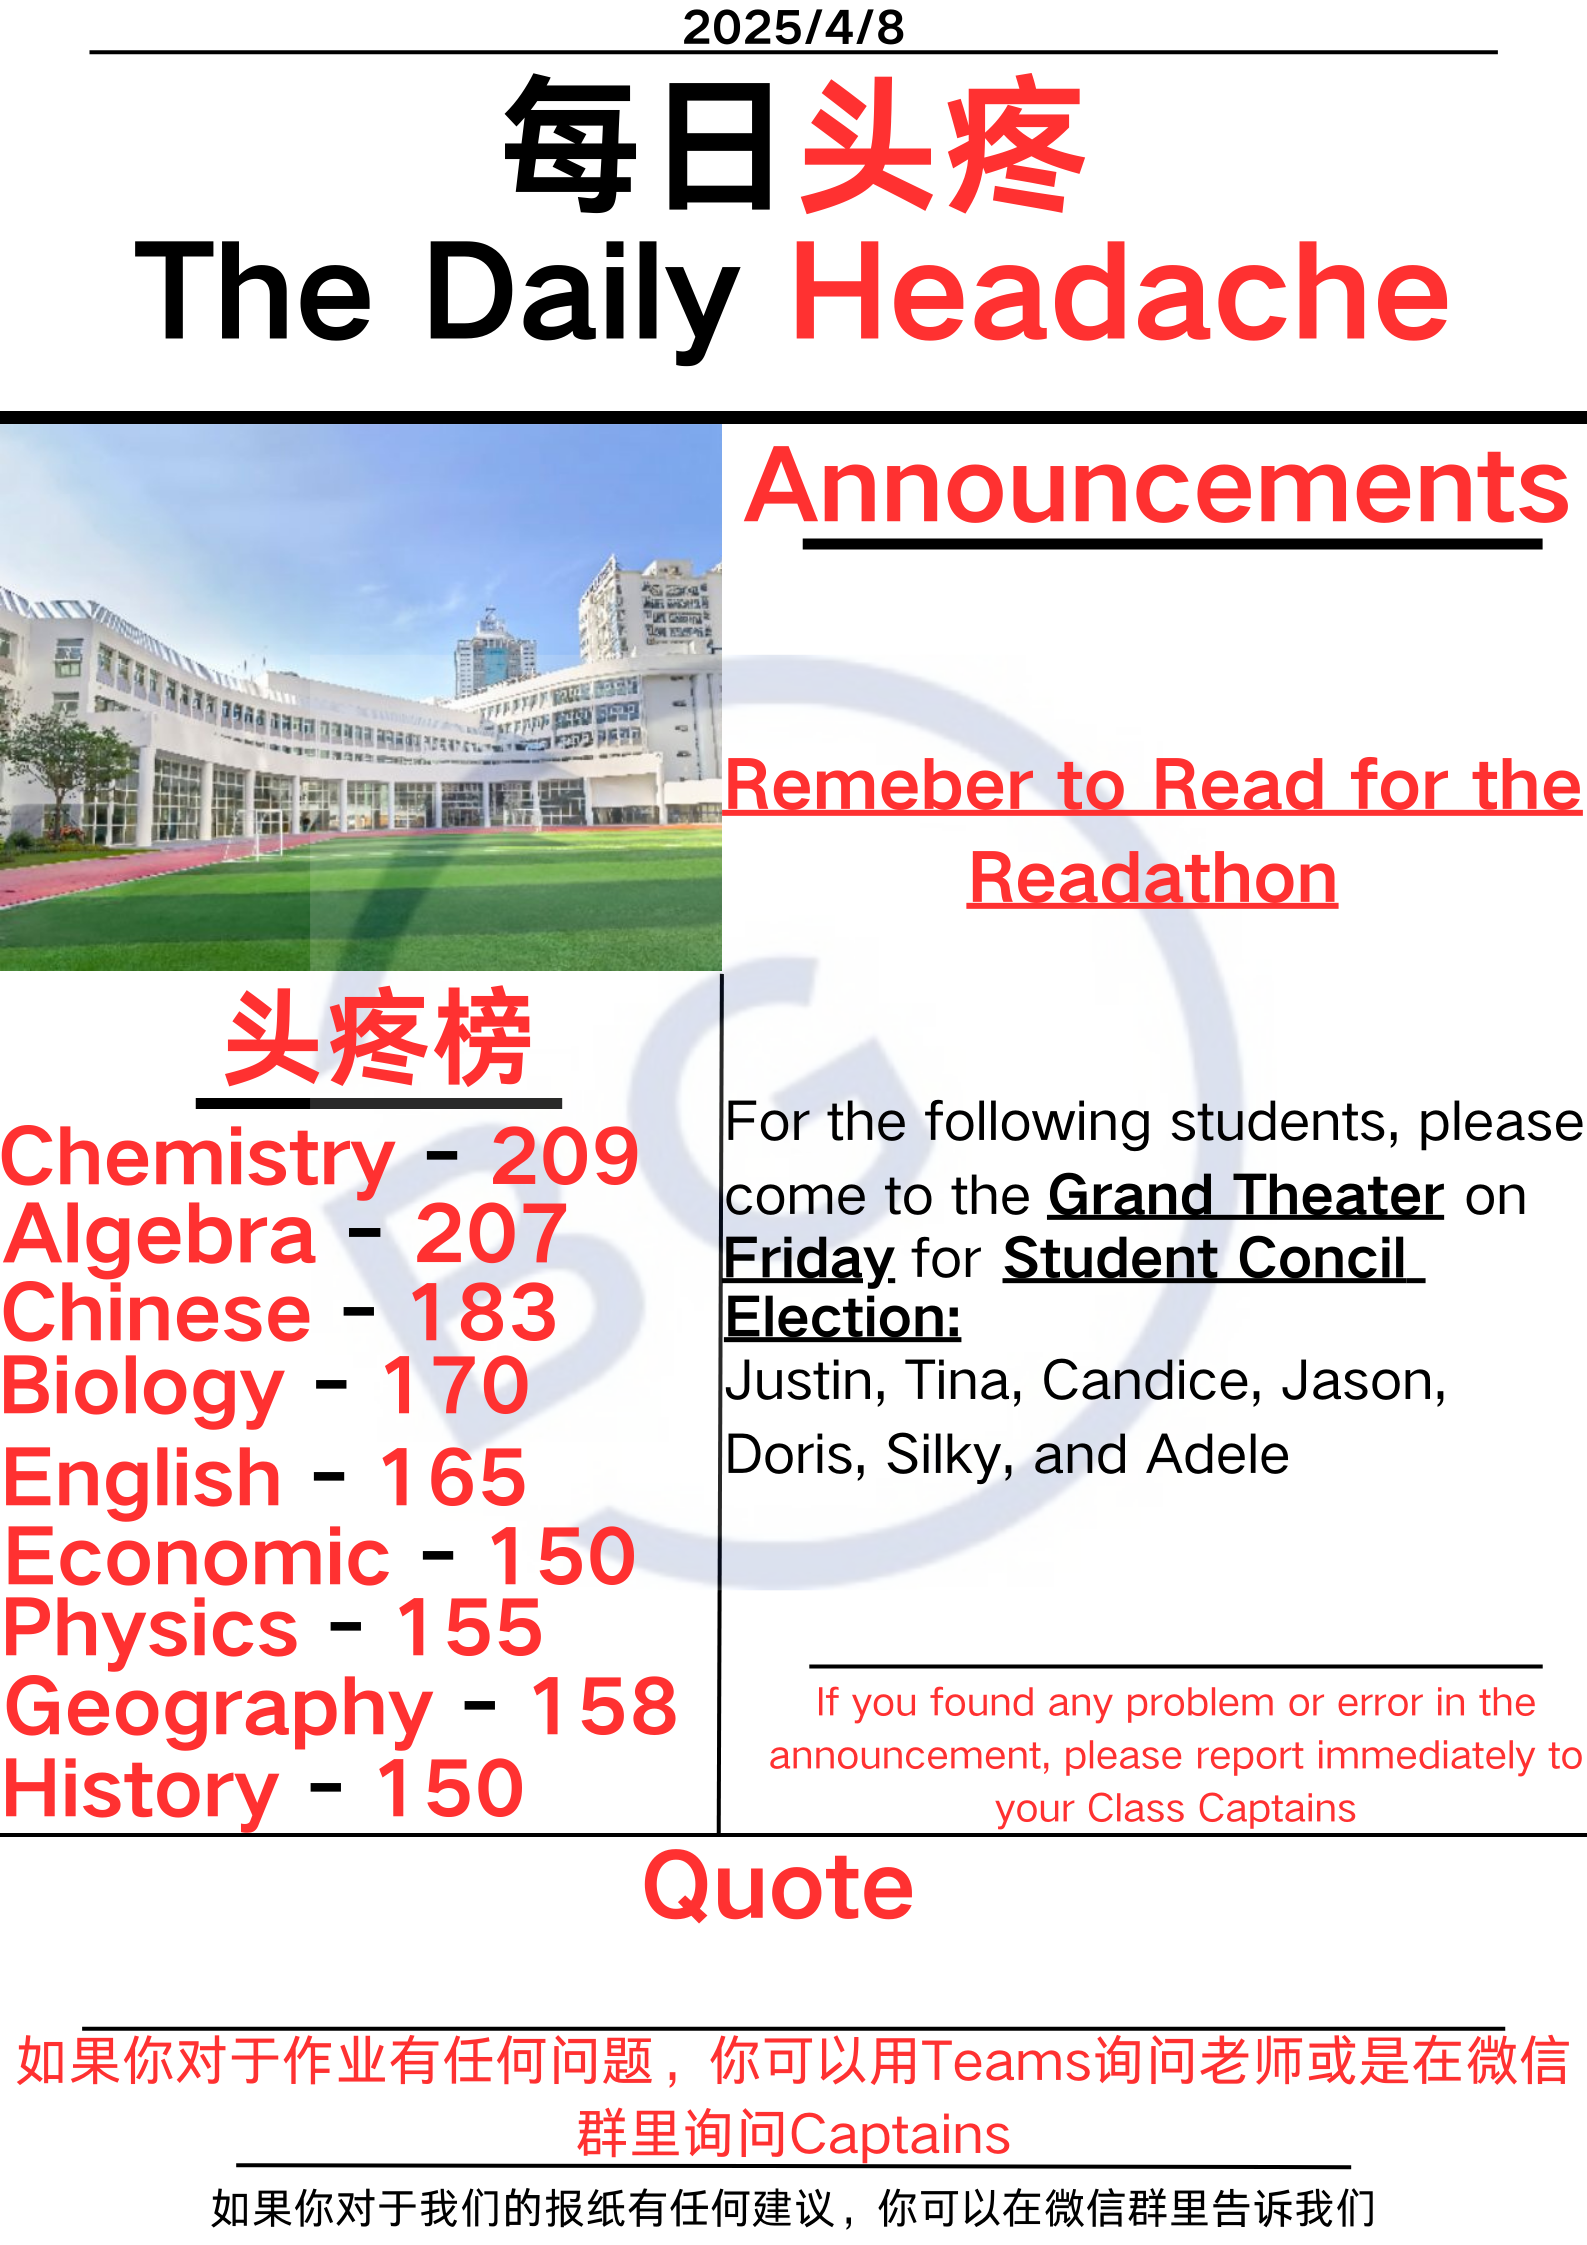 2025/4/8
每日头疼
The Daily Headache
Announcements
Remeber to Read for the
Readathon
头疼榜
Chemistry - 209
Algebra - 207
Chinese - 183
Biology - 170
English - 165
Economic - 150
Physics - 155
Geography - 158
History - 150
For the following students, please
come to the Grand Theater on
Friday for Student Concil
Election:
Justin, Tina, Candice, Jason,
Doris, Silky, and Adele
If you found any problem or error in the
announcement, please report immediately to
your Class Captains
Quote
如果你对于作业有任何问题，你可以用Teams询问老师或是在微信
群里询问Captains
如果你对于我们的报纸有任何建议，你可以在微信群里告诉我们
BG